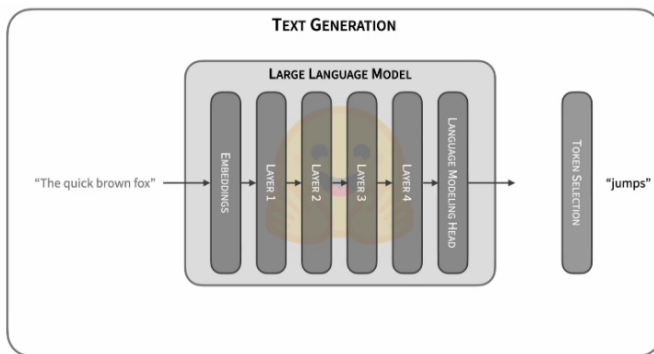 TEXT GENERATION
LARGE LANGUAGE MODEL
"The quick brown fox"
EMBEDDINGS
LAYER 1
LAYER 2
LAYER 3
LAYER 4
LANGUAGE MODELING HEAD
TOKEN SELECTION
"jumps"